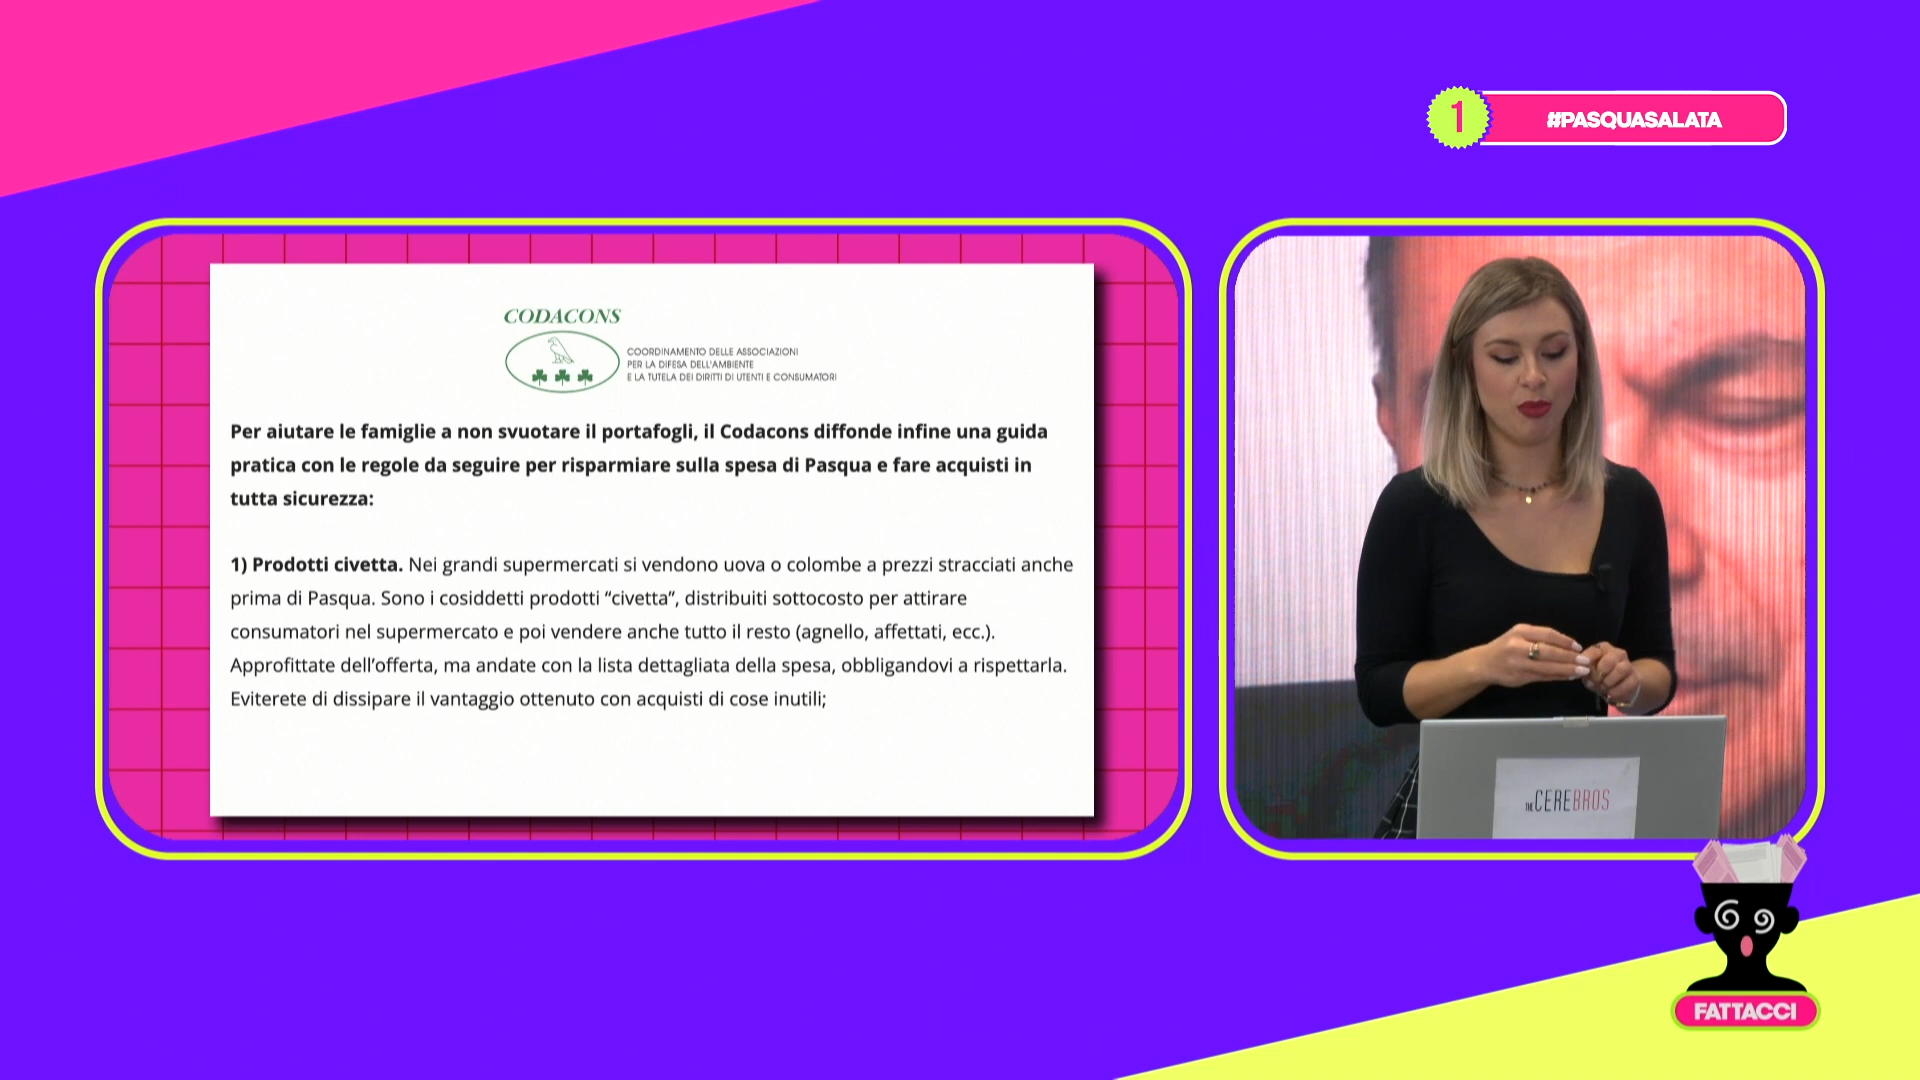 1
#PASQUASALATA
CODACONS
COORDINAMENTO DELLE ASSOCIAZIONI
PER LA DIFESA DELL'AMBIENTE
E LA TUTELA DEI DIRITTI DI UTENTI E CONSUMATORI
Per aiutare le famiglie a non svuotare il portafogli, il Codacons diffonde infine una guida
pratica con le regole da seguire per risparmiare sulla spesa di Pasqua e fare acquisti in
tutta sicurezza:
1) Prodotti civetta. Nei grandi supermercati si vendono uova o colombe a prezzi stracciati anche
prima di Pasqua. Sono i cosiddetti prodotti “civetta”, distribuiti sottocosto per attirare
consumatori nel supermercato e poi vendere anche tutto il resto (agnello, affettati, ecc.).
Approfittate dell’offerta, ma andate con la lista dettagliata della spesa, obbligandovi a rispettarla.
Eviterete di dissipare il vantaggio ottenuto con acquisti di cose inutili;
THE CEREBROS
FATTACCI